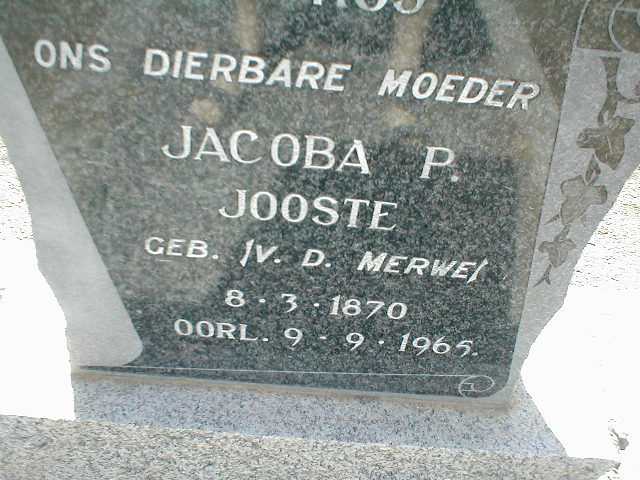 ONS DIERBARE MOEDER
JACOBA P.
JOOSTE
GEB. /V. D. MERWE/
8 · 3 · 1870
OORL. 9 - 9 · 1965.